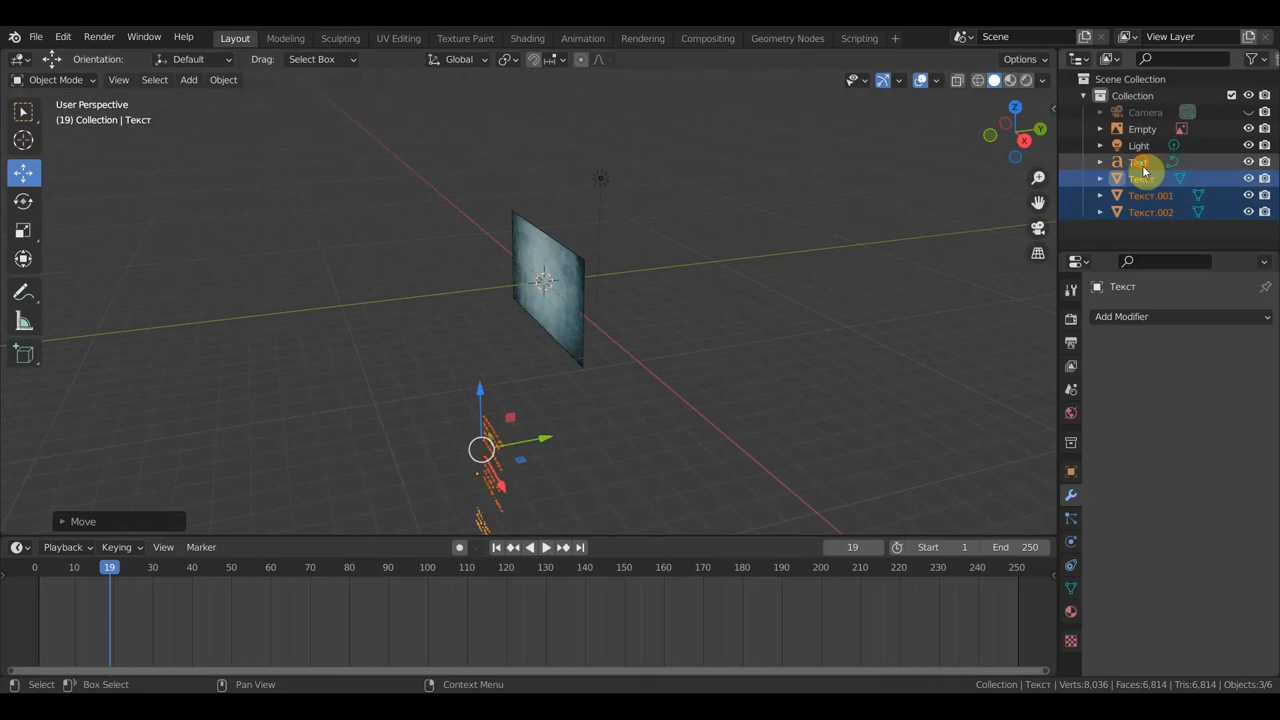 File Edit Render Window Help Layout Modeling Sculpting UV Editing Texture Paint Shading Animation Rendering Compositing Geometry Nodes Scripting + Scene View Layer
Orientation: Default Drag: Select Box Global Options
Object Mode View Select Add Object
Scene Collection
Collection
User Perspective
(19) Collection | Текст
Camera
Empty
Light
Text
Текст
Текст.001
Текст.002
Z
Y
X
Текст
Add Modifier
Move
Playback Keying View Marker 19 Start 1 End 250
0 10 19 30 40 50 60 70 80 90 100 110 120 130 140 150 160 170 180 190 200 210 220 230 240 250
Select Box Select Pan View Context Menu Collection | Текст | Verts:8,036 | Faces:6,814 | Tris:6,814 | Objects:3/6